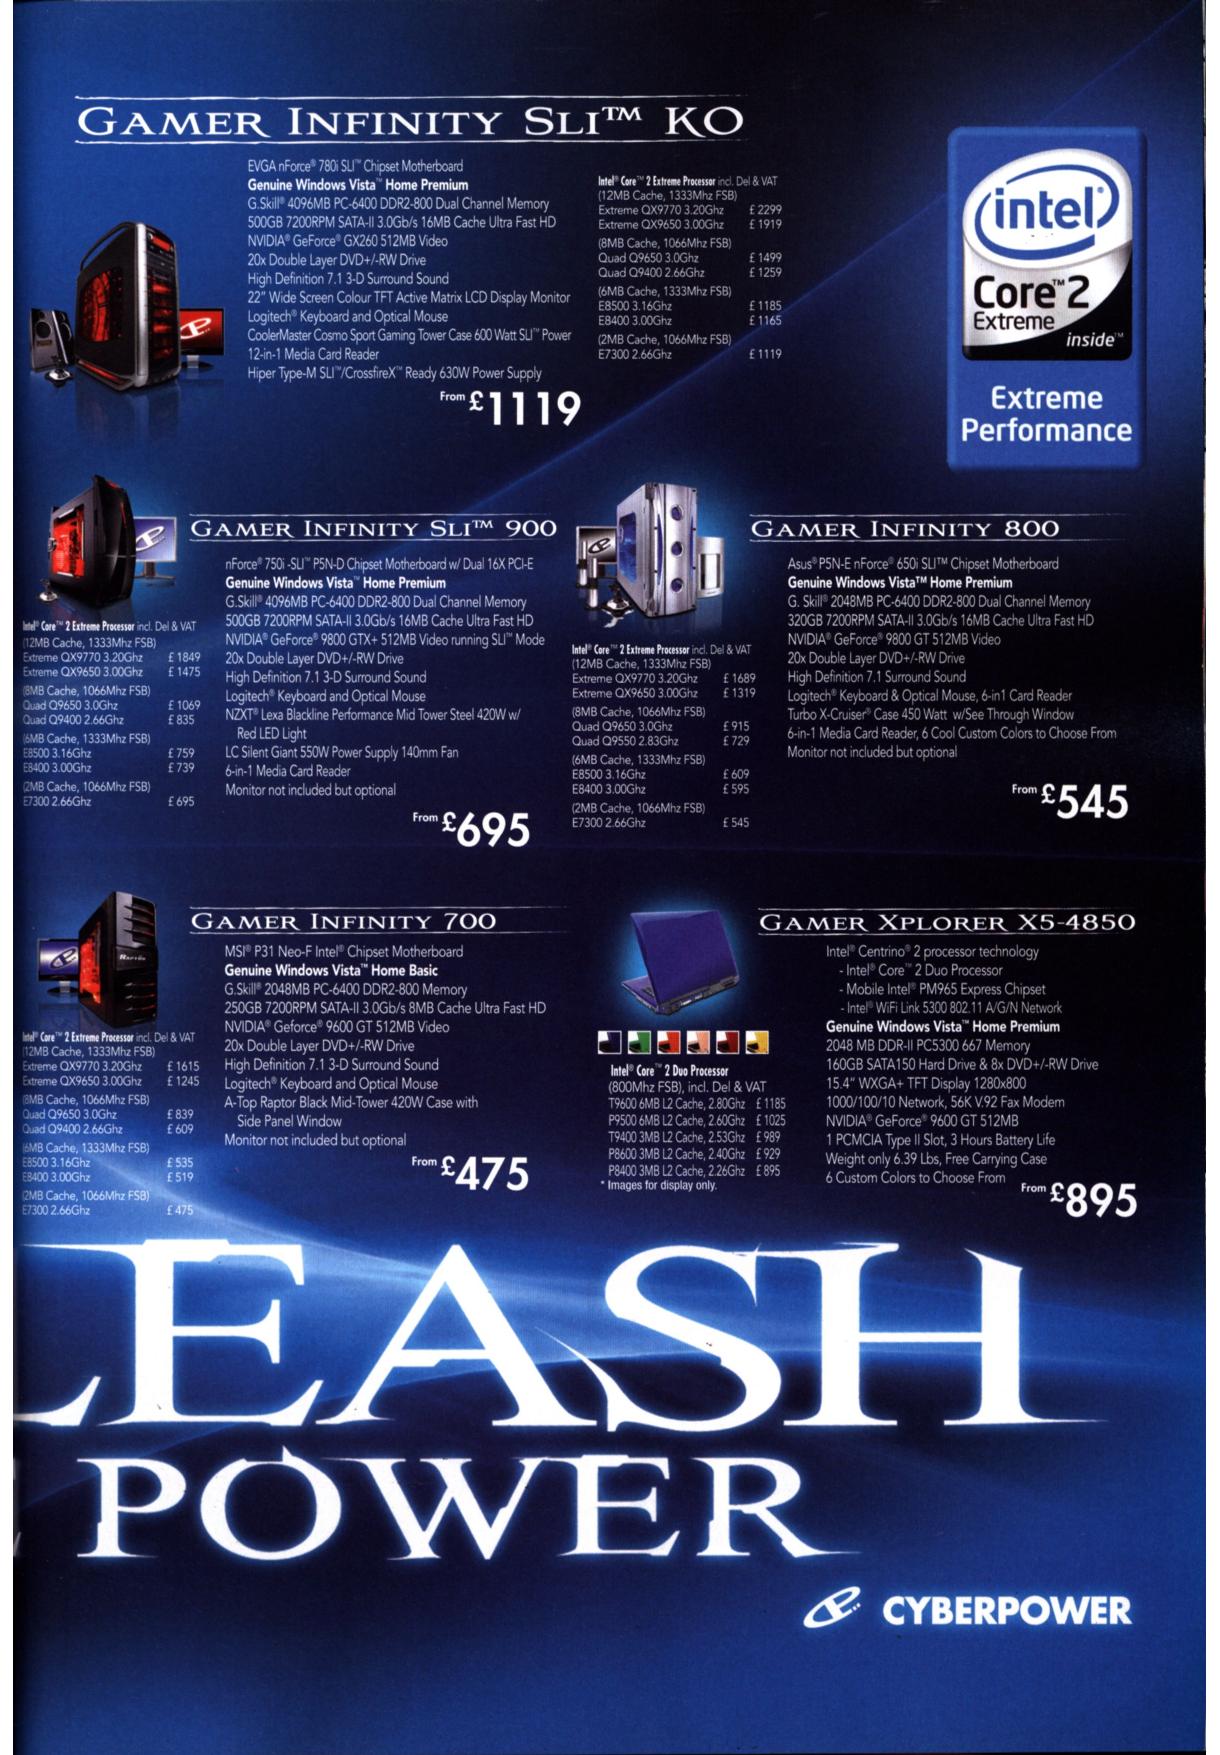 GAMER INFINITY SLI™ KO
EVGA nForce® 780i SLI™ Chipset Motherboard
Genuine Windows Vista™ Home Premium
G.Skill® 4096MB PC-6400 DDR2-800 Dual Channel Memory
500GB 7200RPM SATA-II 3.0Gb/s 16MB Cache Ultra Fast HD
NVIDIA® GeForce® GX260 512MB Video
20x Double Layer DVD+/-RW Drive
High Definition 7.1 3-D Surround Sound
22" Wide Screen Colour TFT Active Matrix LCD Display Monitor
Logitech® Keyboard and Optical Mouse
CoolerMaster Cosmo Sport Gaming Tower Case 600 Watt SLI™ Power
12-in-1 Media Card Reader
Hiper Type-M SLI™/CrossfireX™ Ready 630W Power Supply
From £1119
Intel® Core™ 2 Extreme Processor incl. Del & VAT
(12MB Cache, 1333Mhz FSB)
Extreme QX9770 3.20Ghz £ 2299
Extreme QX9650 3.00Ghz £ 1919
(8MB Cache, 1066Mhz FSB)
Quad Q9650 3.0Ghz £ 1499
Quad Q9400 2.66Ghz £ 1259
(6MB Cache, 1333Mhz FSB)
E8500 3.16Ghz £ 1185
E8400 3.00Ghz £ 1165
(2MB Cache, 1066Mhz FSB)
E7300 2.66Ghz £ 1119
intel®
Core™ 2
Extreme
inside™
Extreme
Performance
GAMER INFINITY SLI™ 900
nForce® 750i -SLI™ P5N-D Chipset Motherboard w/ Dual 16X PCI-E
Genuine Windows Vista™ Home Premium
G.Skill® 4096MB PC-6400 DDR2-800 Dual Channel Memory
500GB 7200RPM SATA-II 3.0Gb/s 16MB Cache Ultra Fast HD
NVIDIA® GeForce® 9800 GTX+ 512MB Video running SLI™ Mode
20x Double Layer DVD+/-RW Drive
High Definition 7.1 3-D Surround Sound
Logitech® Keyboard and Optical Mouse
NZXT® Lexa Blackline Performance Mid Tower Steel 420W w/
Red LED Light
LC Silent Giant 550W Power Supply 140mm Fan
6-in-1 Media Card Reader
Monitor not included but optional
From £695
Intel® Core™ 2 Extreme Processor incl. Del & VAT
(12MB Cache, 1333Mhz FSB)
Extreme QX9770 3.20Ghz £ 1849
Extreme QX9650 3.00Ghz £ 1475
(8MB Cache, 1066Mhz FSB)
Quad Q9650 3.0Ghz £ 1069
Quad Q9400 2.66Ghz £ 835
(6MB Cache, 1333Mhz FSB)
E8500 3.16Ghz £ 759
E8400 3.00Ghz £ 739
(2MB Cache, 1066Mhz FSB)
E7300 2.66Ghz £ 695
GAMER INFINITY 800
Asus® P5N-E nForce® 650i SLI™ Chipset Motherboard
Genuine Windows Vista™ Home Premium
G. Skill® 2048MB PC-6400 DDR2-800 Dual Channel Memory
320GB 7200RPM SATA-II 3.0Gb/s 16MB Cache Ultra Fast HD
NVIDIA® GeForce® 9800 GT 512MB Video
20x Double Layer DVD+/-RW Drive
High Definition 7.1 Surround Sound
Logitech® Keyboard & Optical Mouse, 6-in1 Card Reader
Turbo X-Cruiser® Case 450 Watt w/See Through Window
6-in-1 Media Card Reader, 6 Cool Custom Colors to Choose From
Monitor not included but optional
From £545
Intel® Core™ 2 Extreme Processor incl. Del & VAT
(12MB Cache, 1333Mhz FSB)
Extreme QX9770 3.20Ghz £ 1689
Extreme QX9650 3.00Ghz £ 1319
(8MB Cache, 1066Mhz FSB)
Quad Q9650 3.0Ghz £ 915
Quad Q9550 2.83Ghz £ 729
(6MB Cache, 1333Mhz FSB)
E8500 3.16Ghz £ 609
E8400 3.00Ghz £ 595
(2MB Cache, 1066Mhz FSB)
E7300 2.66Ghz £ 545
GAMER INFINITY 700
MSI® P31 Neo-F Intel® Chipset Motherboard
Genuine Windows Vista™ Home Basic
G.Skill® 2048MB PC-6400 DDR2-800 Memory
250GB 7200RPM SATA-II 3.0Gb/s 8MB Cache Ultra Fast HD
NVIDIA® Geforce® 9600 GT 512MB Video
20x Double Layer DVD+/-RW Drive
High Definition 7.1 3-D Surround Sound
Logitech® Keyboard and Optical Mouse
A-Top Raptor Black Mid-Tower 420W Case with
Side Panel Window
Monitor not included but optional
From £475
Intel® Core™ 2 Extreme Processor incl. Del & VAT
(12MB Cache, 1333Mhz FSB)
Extreme QX9770 3.20Ghz £ 1615
Extreme QX9650 3.00Ghz £ 1245
(8MB Cache, 1066Mhz FSB)
Quad Q9650 3.0Ghz £ 839
Quad Q9400 2.66Ghz £ 609
(6MB Cache, 1333Mhz FSB)
E8500 3.16Ghz £ 535
E8400 3.00Ghz £ 519
(2MB Cache, 1066Mhz FSB)
E7300 2.66Ghz £ 475
GAMER XPLORER X5-4850
Intel® Centrino® 2 processor technology
- Intel® Core™ 2 Duo Processor
- Mobile Intel® PM965 Express Chipset
- Intel® WiFi Link 5300 802.11 A/G/N Network
Genuine Windows Vista™ Home Premium
2048 MB DDR-II PC5300 667 Memory
160GB SATA150 Hard Drive & 8x DVD+/-RW Drive
15.4" WXGA+ TFT Display 1280x800
1000/100/10 Network, 56K V.92 Fax Modem
NVIDIA® GeForce® 9600 GT 512MB
1 PCMCIA Type II Slot, 3 Hours Battery Life
Weight only 6.39 Lbs, Free Carrying Case
6 Custom Colors to Choose From
From £895
Intel® Core™ 2 Duo Processor
(800Mhz FSB), incl. Del & VAT
T9600 6MB L2 Cache, 2.80Ghz £ 1185
P9500 6MB L2 Cache, 2.60Ghz £ 1025
T9400 3MB L2 Cache, 2.53Ghz £ 989
P8600 3MB L2 Cache, 2.40Ghz £ 929
P8400 3MB L2 Cache, 2.26Ghz £ 895
* Images for display only.
LEASH
POWER
CYBERPOWER